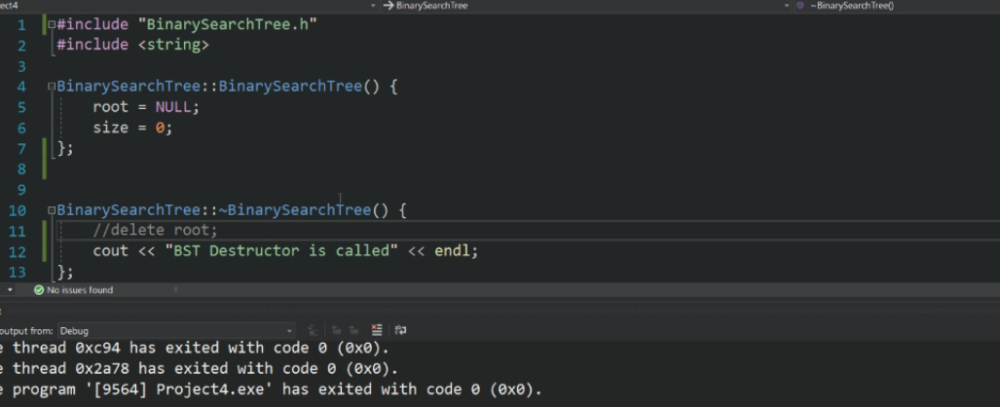 ect4 BinarySearchTree ~BinarySearchTree()
1 #include "BinarySearchTree.h"
2 #include <string>
3
4 BinarySearchTree::BinarySearchTree() {
5 root = NULL;
6 size = 0;
7 };
8
9
10 BinarySearchTree::~BinarySearchTree() {
11 //delete root;
12 cout << "BST Destructor is called" << endl;
13 };
No issues found
output from: Debug
e thread 0xc94 has exited with code 0 (0x0).
e thread 0x2a78 has exited with code 0 (0x0).
e program '[9564] Project4.exe' has exited with code 0 (0x0).